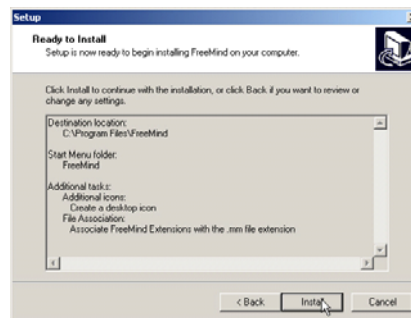 Setup
Ready to Install
Setup is now ready to begin installing FreeMind on your computer.
Click Install to continue with the installation, or click Back if you want to review or
change any settings.
Destination location:
C:\Program Files\FreeMind
Start Menu folder:
FreeMind
Additional tasks:
Additional icons:
Create a desktop icon
File Association:
Associate FreeMind Extensions with the .mm file extension
< Back
Install
Cancel